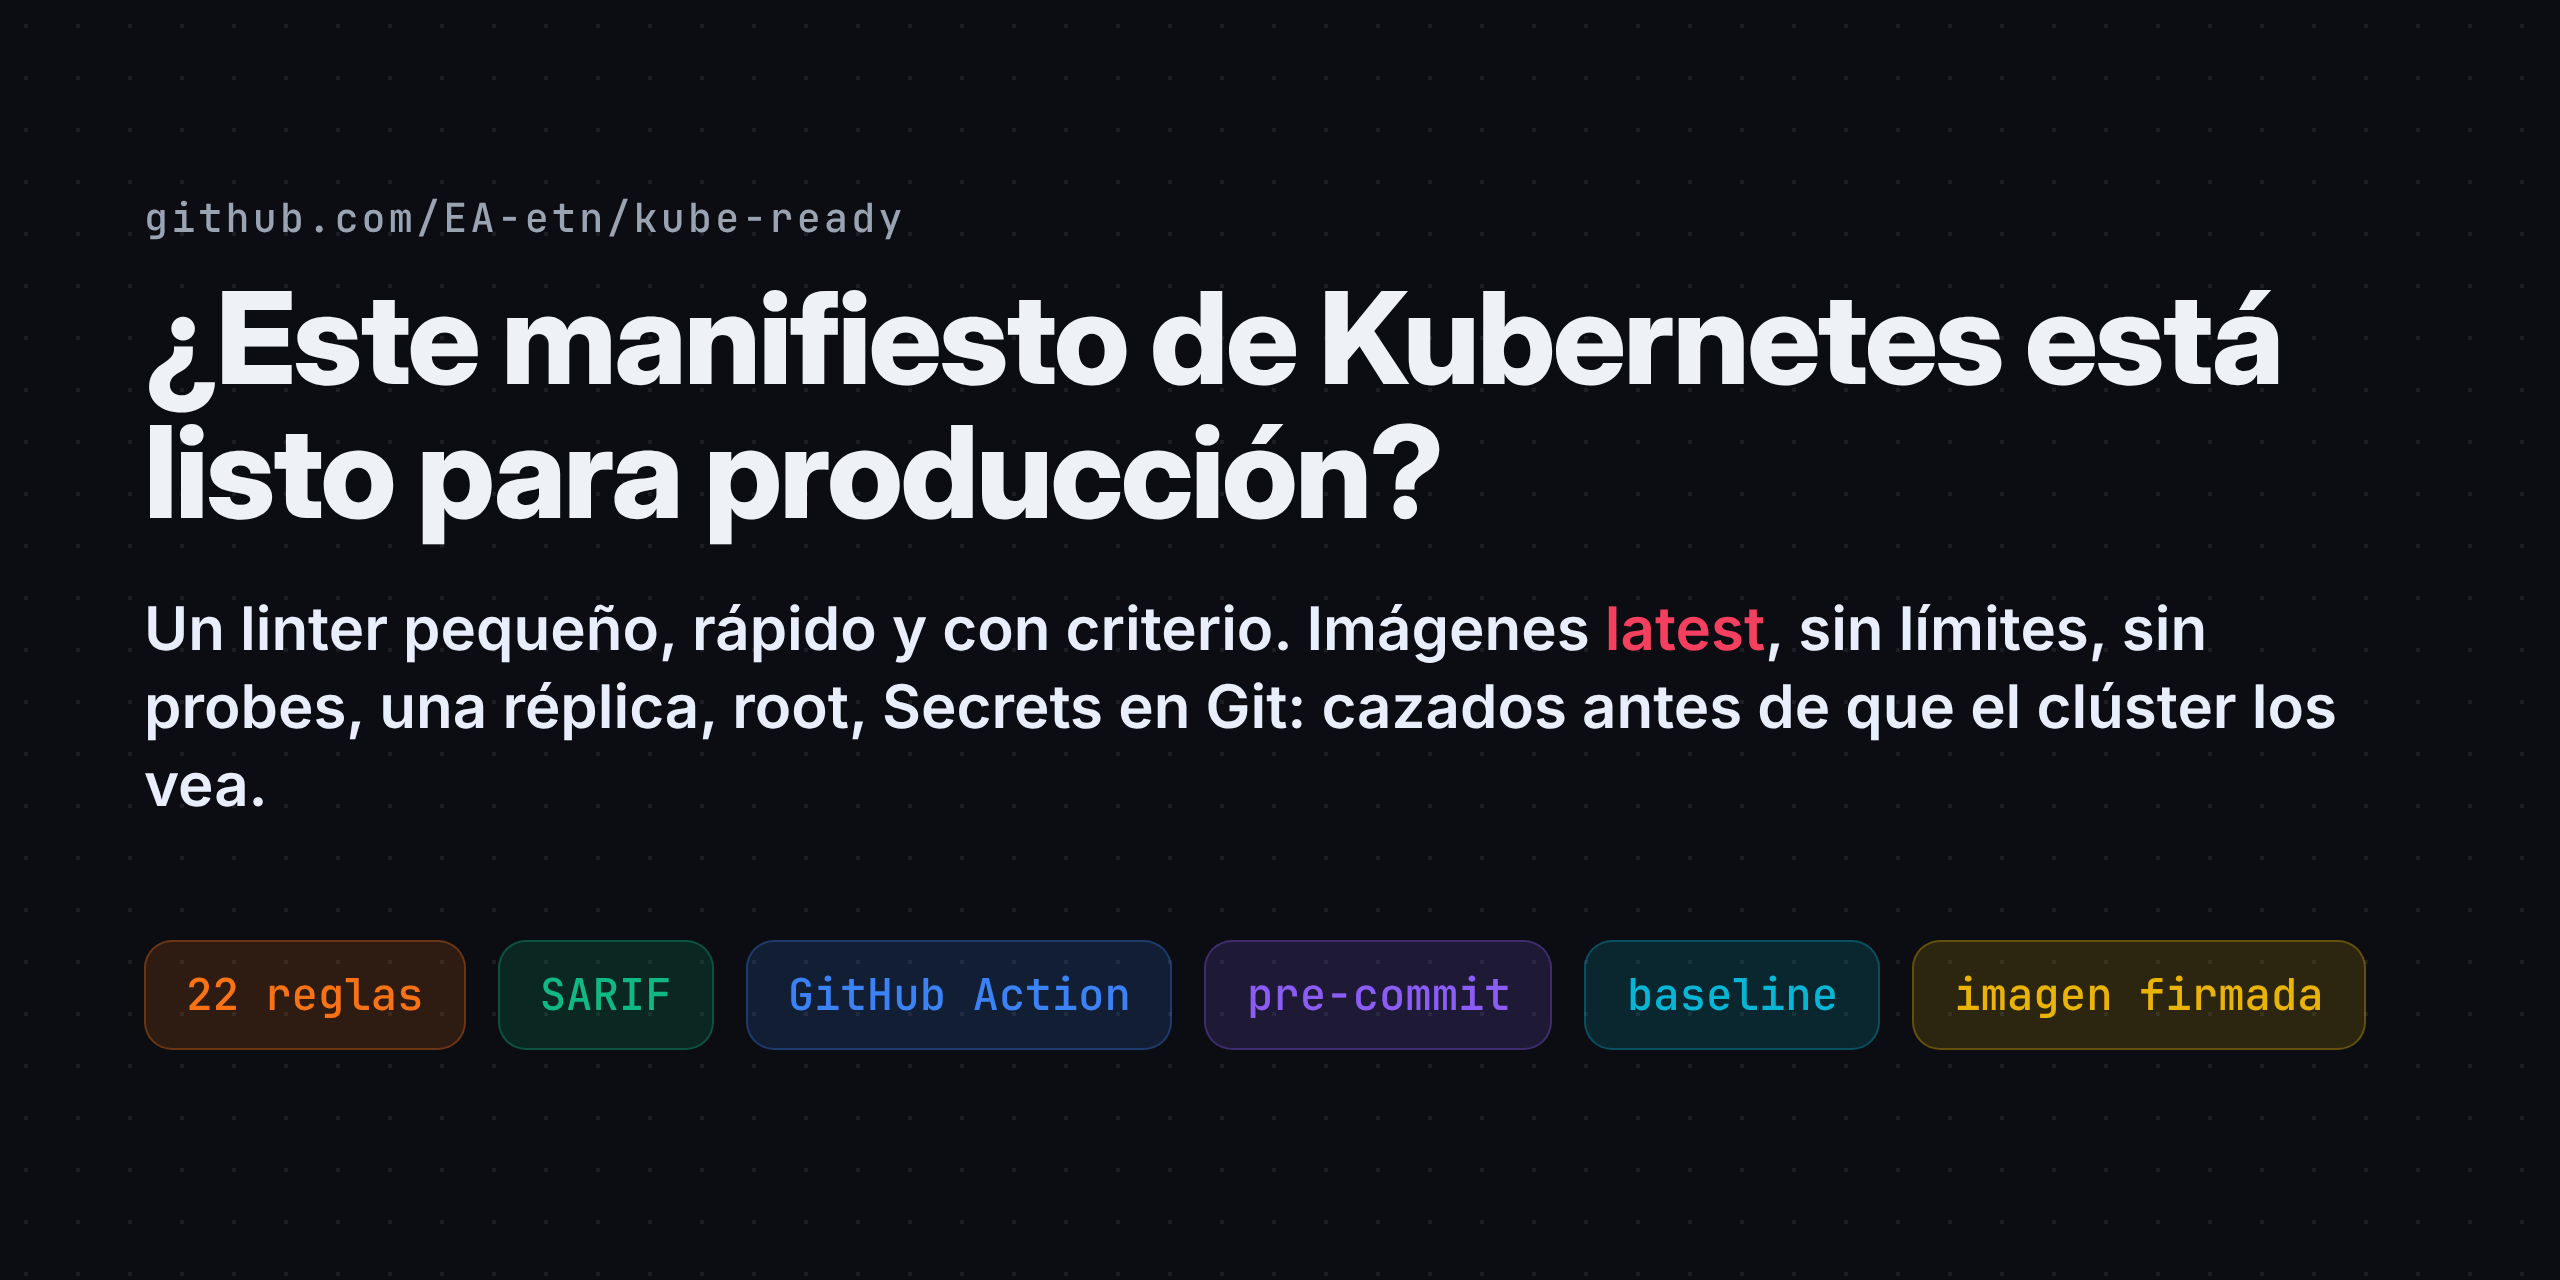 github.com/EA-etn/kube-ready
¿Este manifiesto de Kubernetes está
listo para producción?
Un linter pequeño, rápido y con criterio. Imágenes latest, sin límites, sin
probes, una réplica, root, Secrets en Git: cazados antes de que el clúster los
vea.
22 reglas SARIF GitHub Action pre-commit baseline imagen firmada